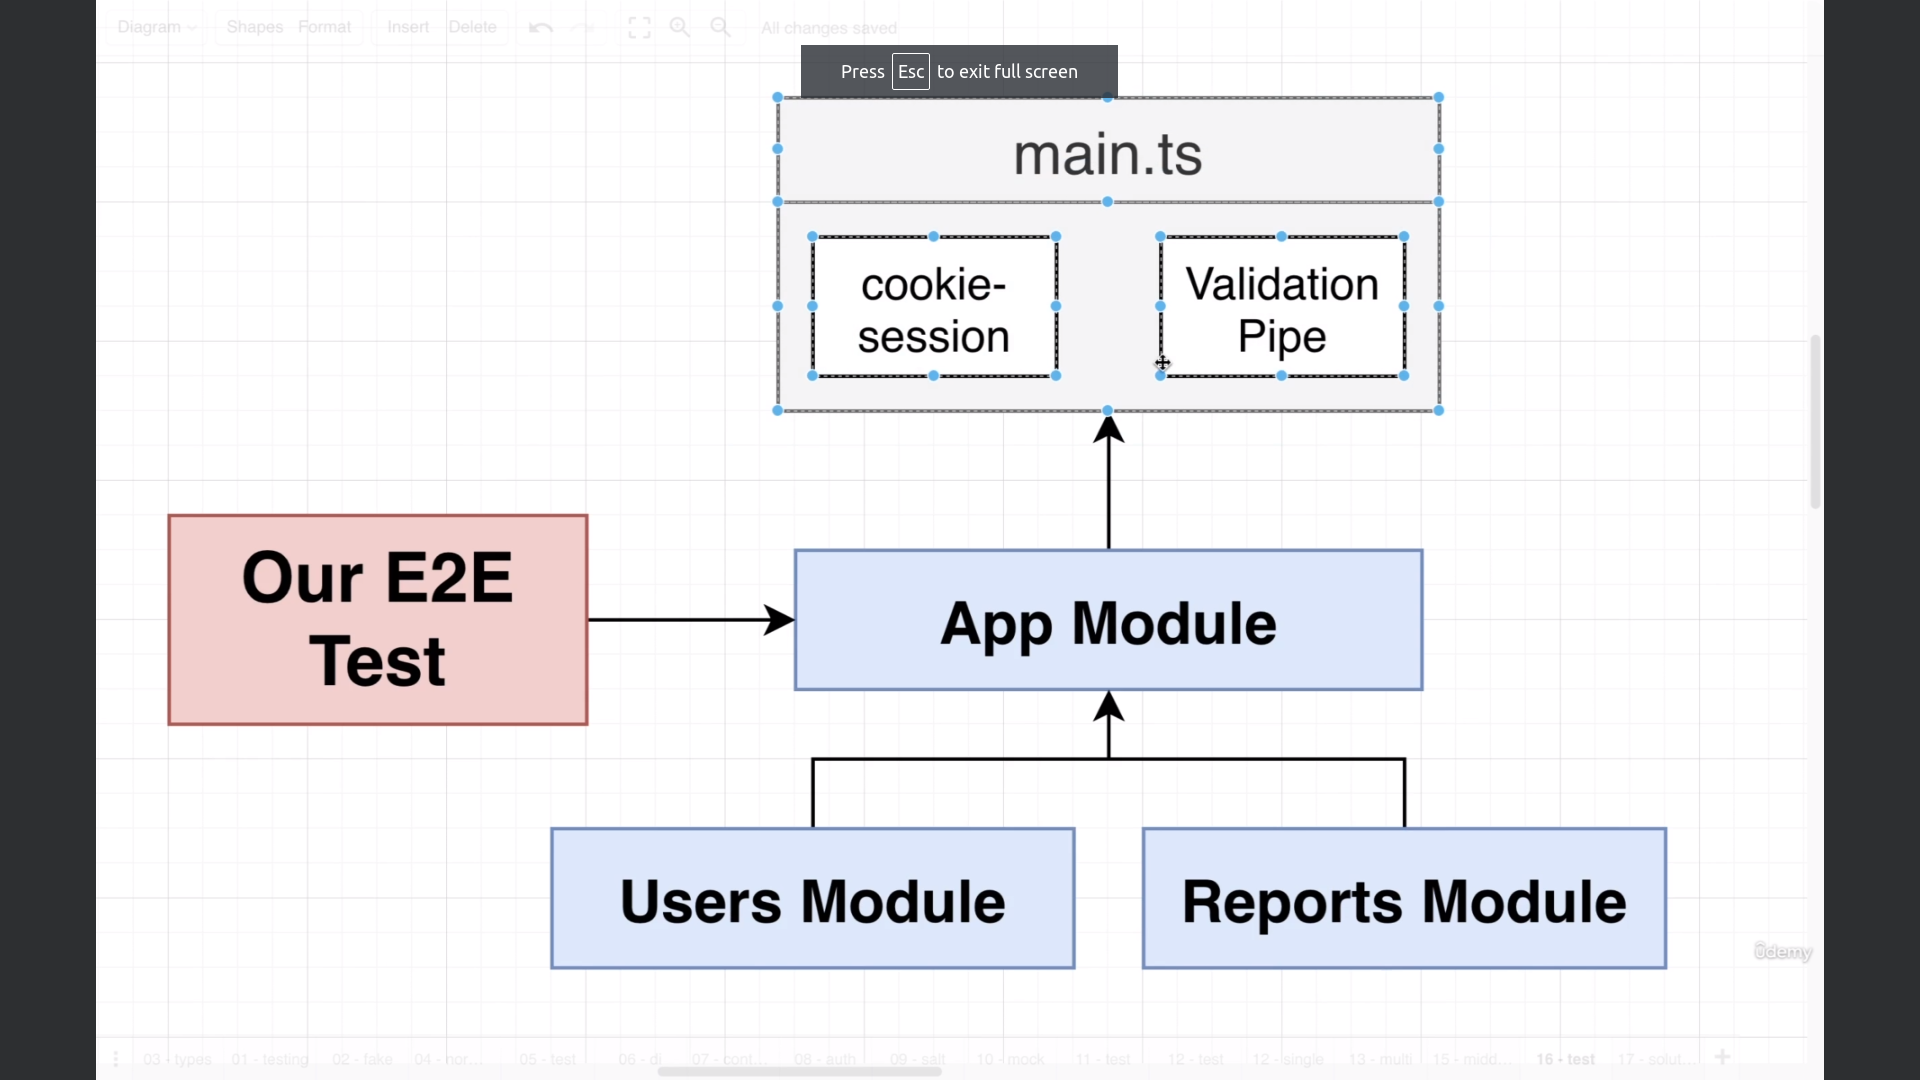 Diagram
Shapes
Format
Insert
Delete
All changes saved
Press Esc to exit full screen
main.ts
cookie-
session
Validation
Pipe
Our E2E
Test
App Module
Users Module
Reports Module
ûdemy
03 - types
01 - testing
02 - fake
04 - nor...
05 - test
06 - di
07 - cont...
08 - auth
09 - salt
10 - mock
11 - test
12 - test
12 - single
13 - multi
15 - midd...
16 - test
17 - solut...